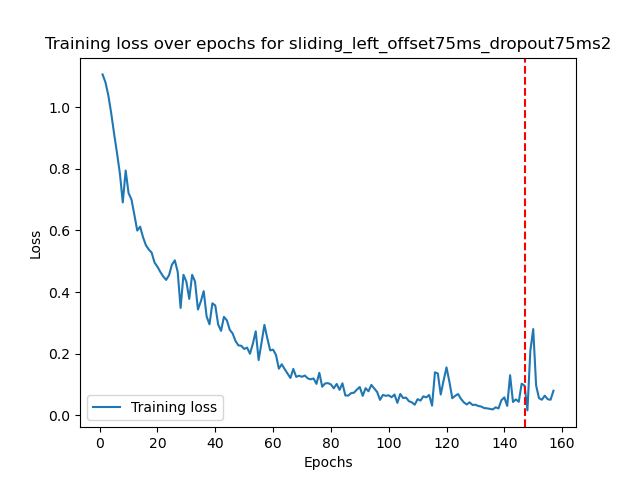 Training loss over epochs for sliding_left_offset75ms_dropout75ms2
1.0
0.8
0.6
0.4
0.2
0.0
Loss
Training loss
0 20 40 60 80 100 120 140 160
Epochs